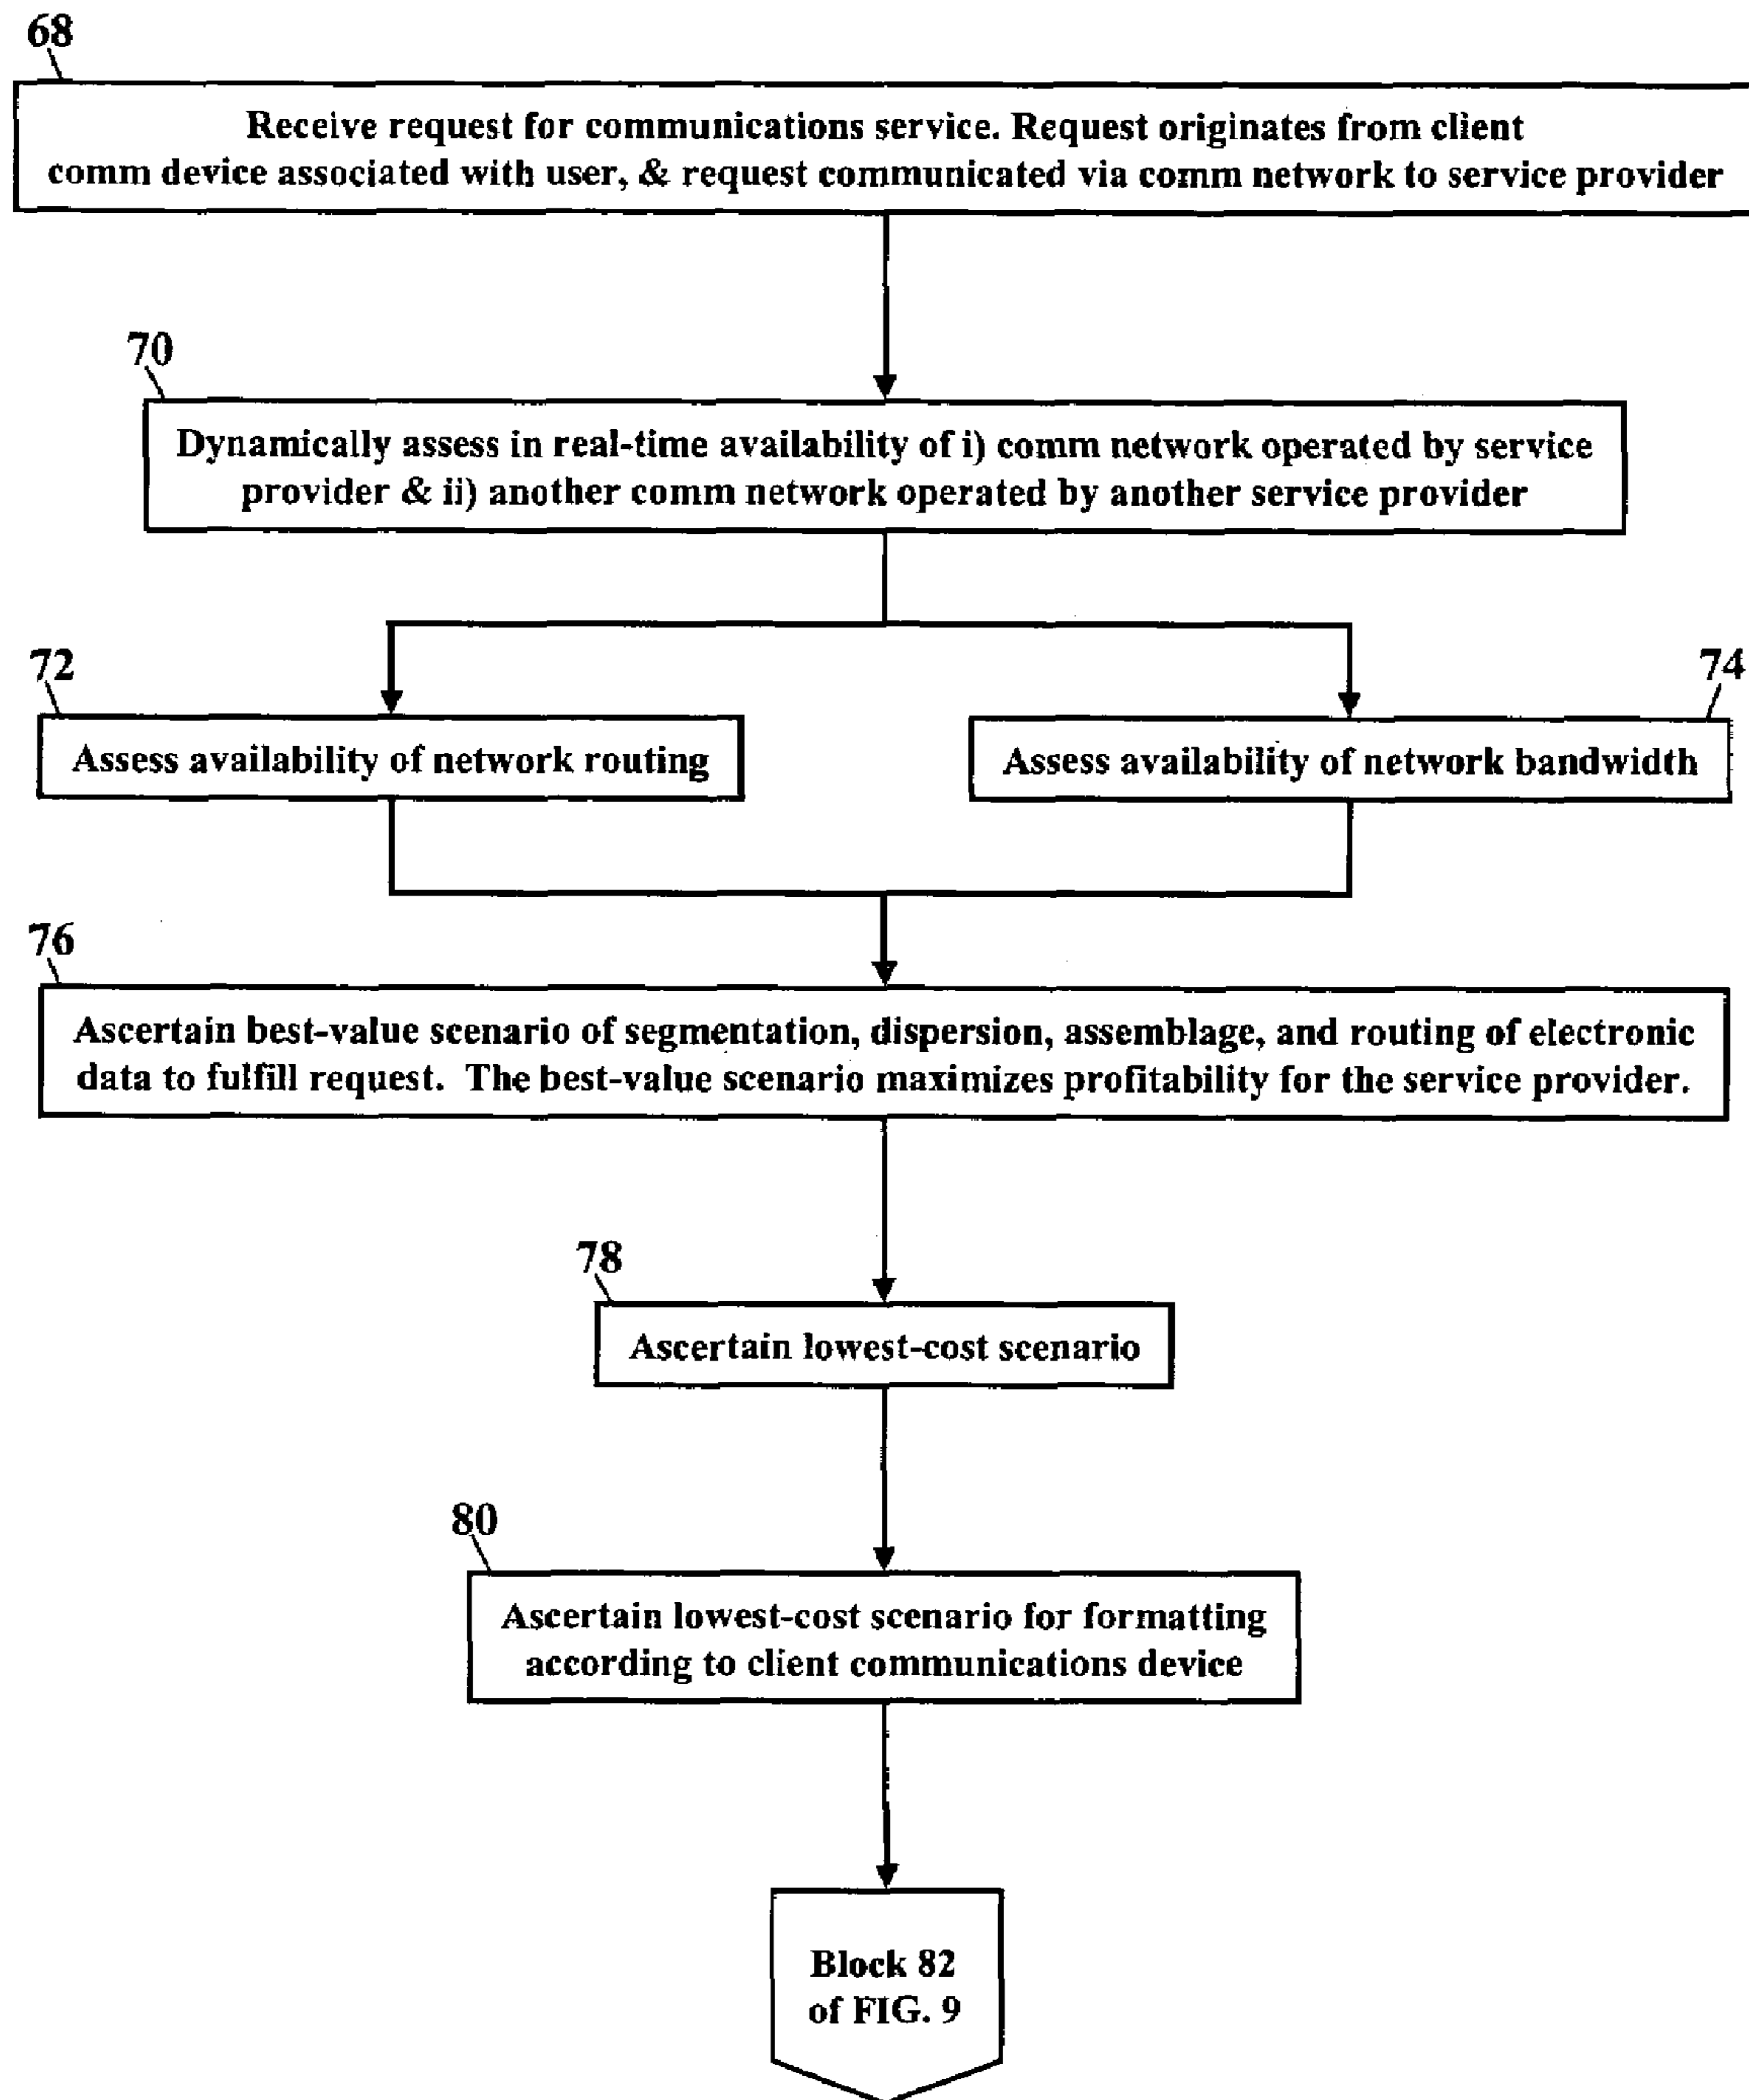 68
Receive request for communications service. Request originates from client
comm device associated with user, & request communicated via comm network to service provider
70
Dynamically assess in real-time availability of i) comm network operated by service
provider & ii) another comm network operated by another service provider
72
Assess availability of network routing
74
Assess availability of network bandwidth
76
Ascertain best-value scenario of segmentation, dispersion, assemblage, and routing of electronic
data to fulfill request. The best-value scenario maximizes profitability for the service provider.
78
Ascertain lowest-cost scenario
80
Ascertain lowest-cost scenario for formatting
according to client communications device
Block 82
of FIG. 9